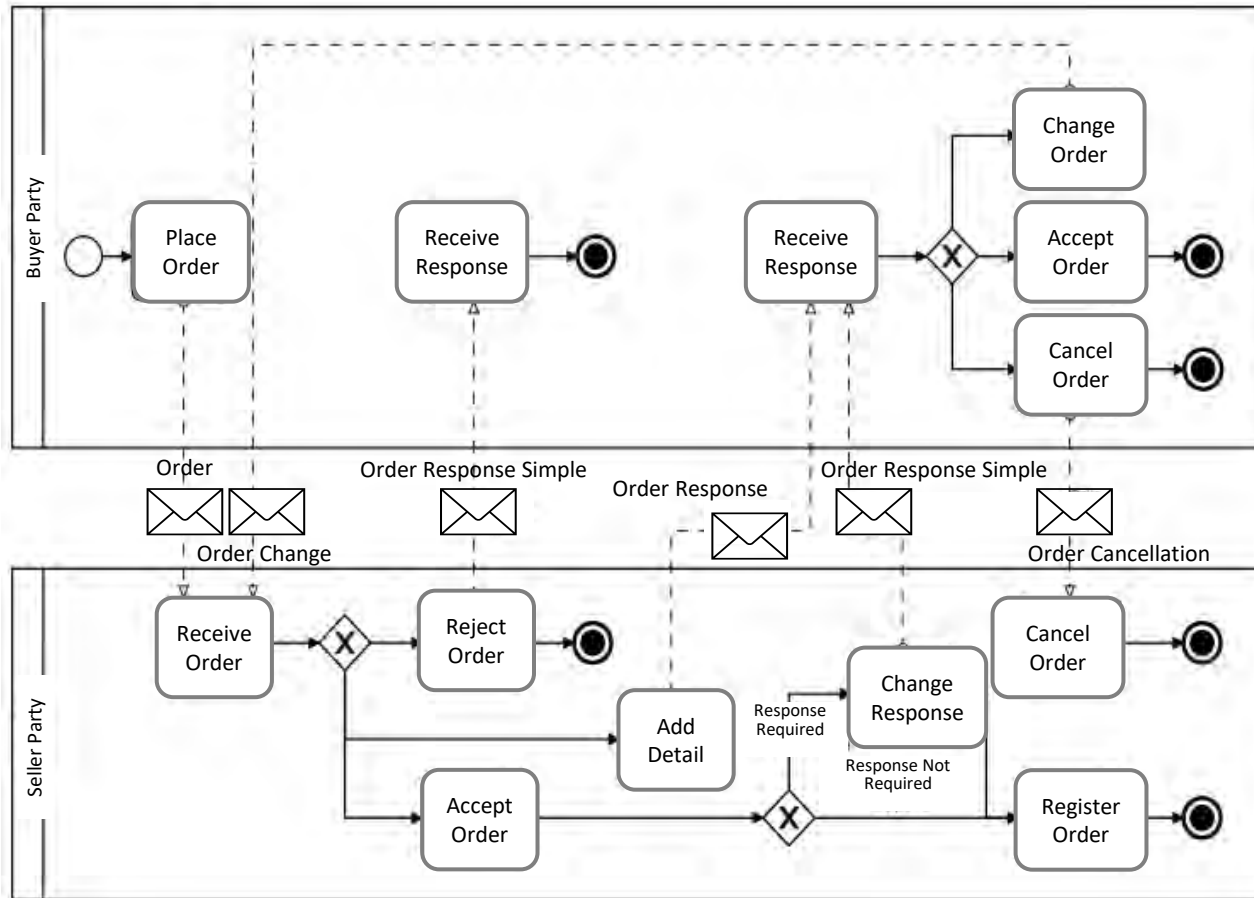 Buyer Party
Change
Order
Place
Order
Receive
Response
Receive
Response
Accept
Order
Cancel
Order
Order
Order Response Simple
Order Response
Order Response Simple
Order Change
Order Cancellation
Seller Party
Receive
Order
X
X
Reject
Order
Cancel
Order
Change
Response
Add
Detail
Response
Required
Response Not
Required
Accept
Order
X
Register
Order